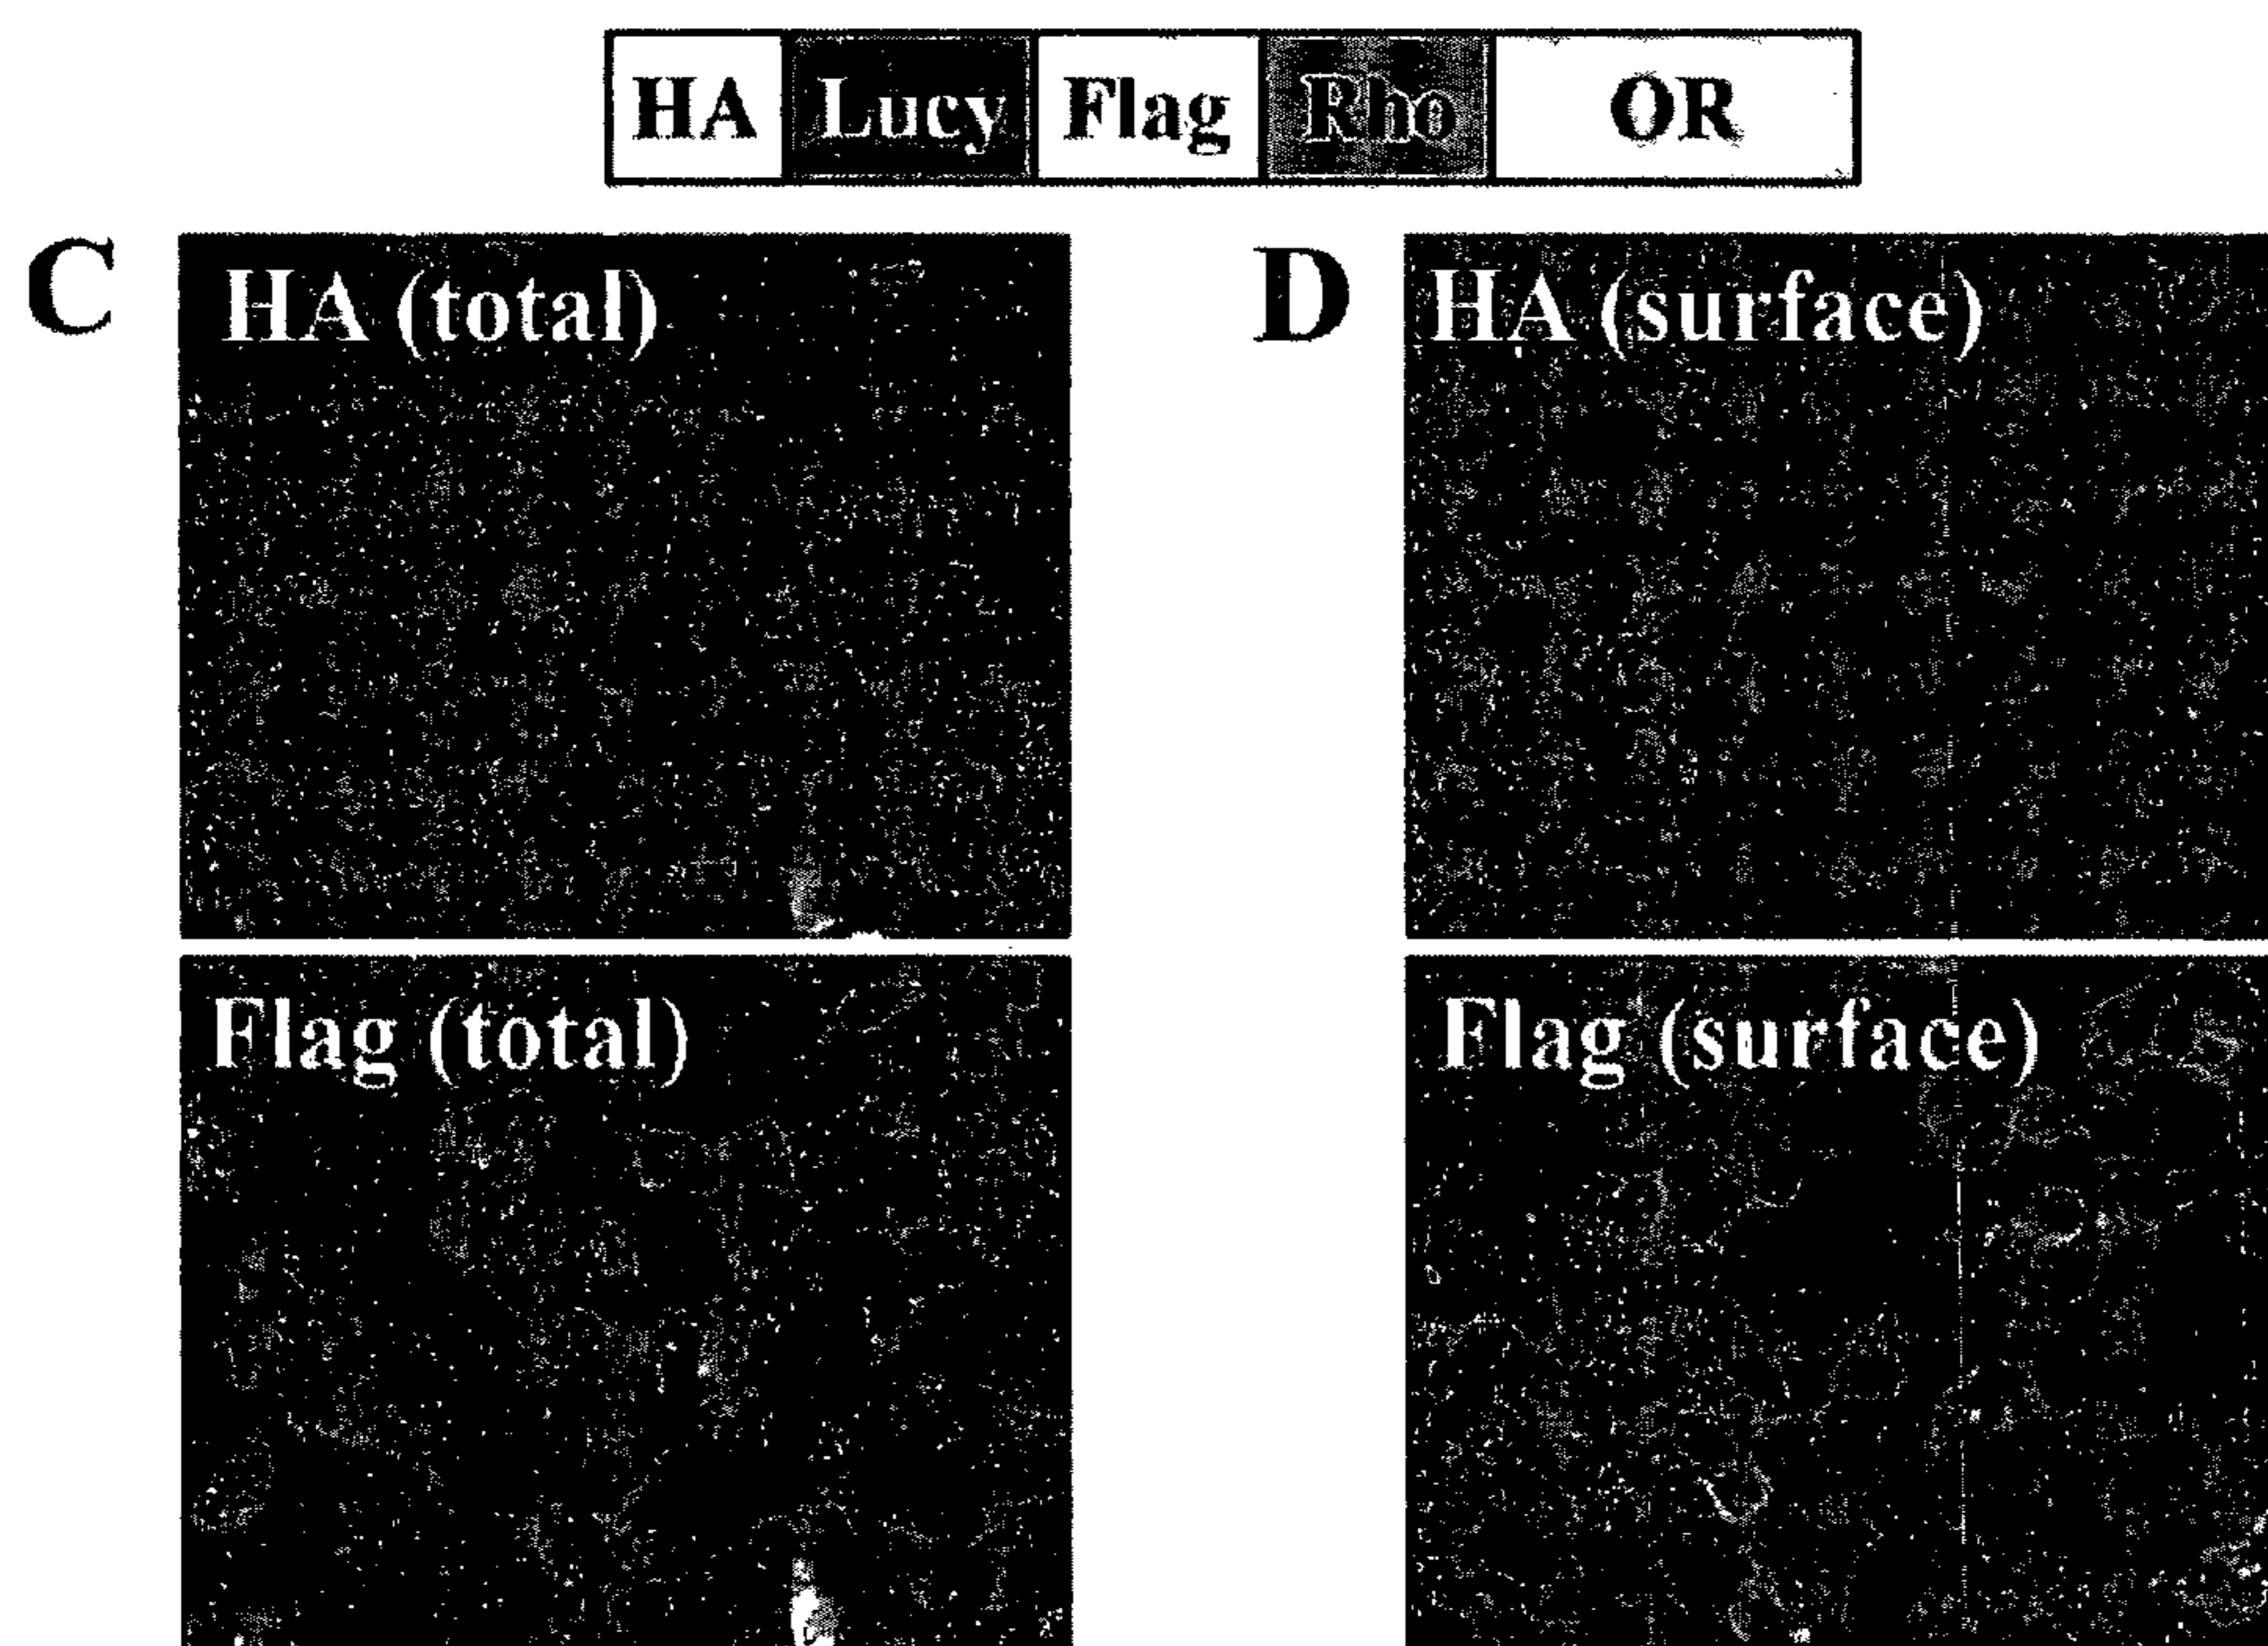 HA Lucy Flag Rho OR
C HA (total) D HA (surface)
Flag (total) Flag (surface)